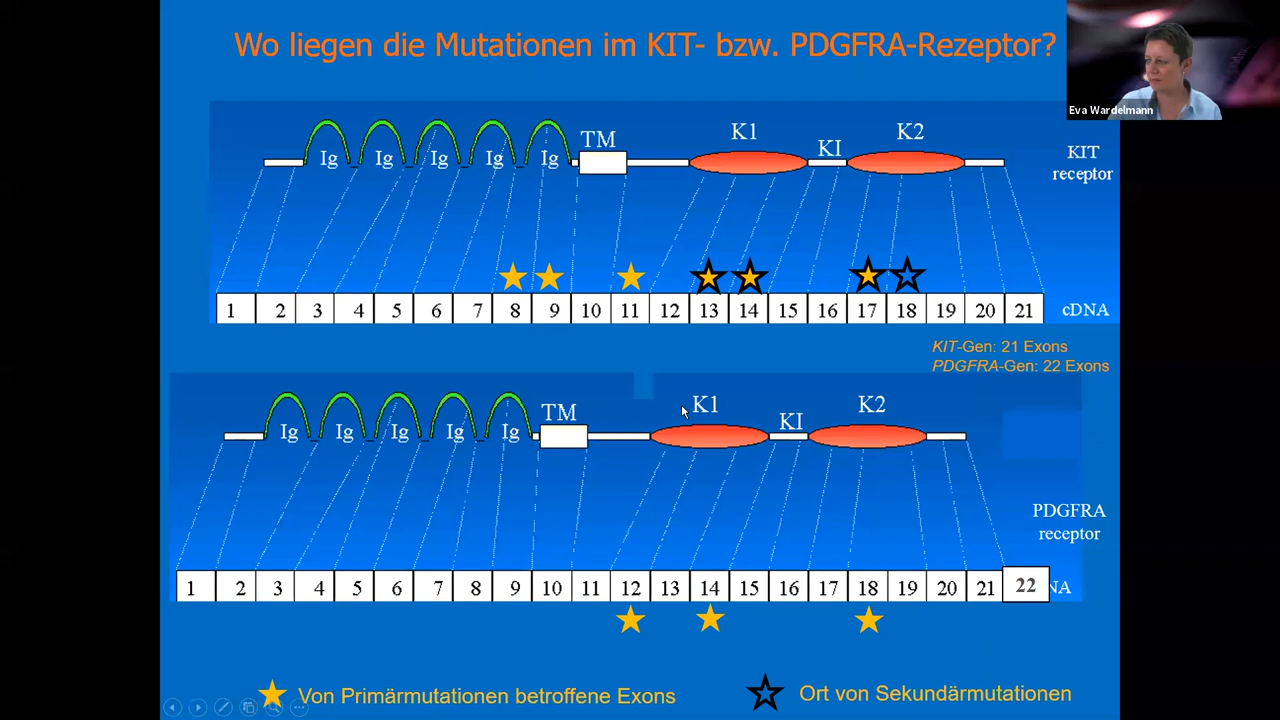 Wo liegen die Mutationen im KIT- bzw. PDGFRA-Rezeptor?
Eva Wardelmann
Ig Ig Ig Ig Ig TM K1 KI K2
KIT
receptor
1 2 3 4 5 6 7 8 9 10 11 12 13 14 15 16 17 18 19 20 21 cDNA
KIT-Gen: 21 Exons
PDGFRA-Gen: 22 Exons
Ig Ig Ig Ig Ig TM K1 KI K2
PDGFRA
receptor
1 2 3 4 5 6 7 8 9 10 11 12 13 14 15 16 17 18 19 20 21 22 NA
Von Primärmutationen betroffene Exons
Ort von Sekundärmutationen